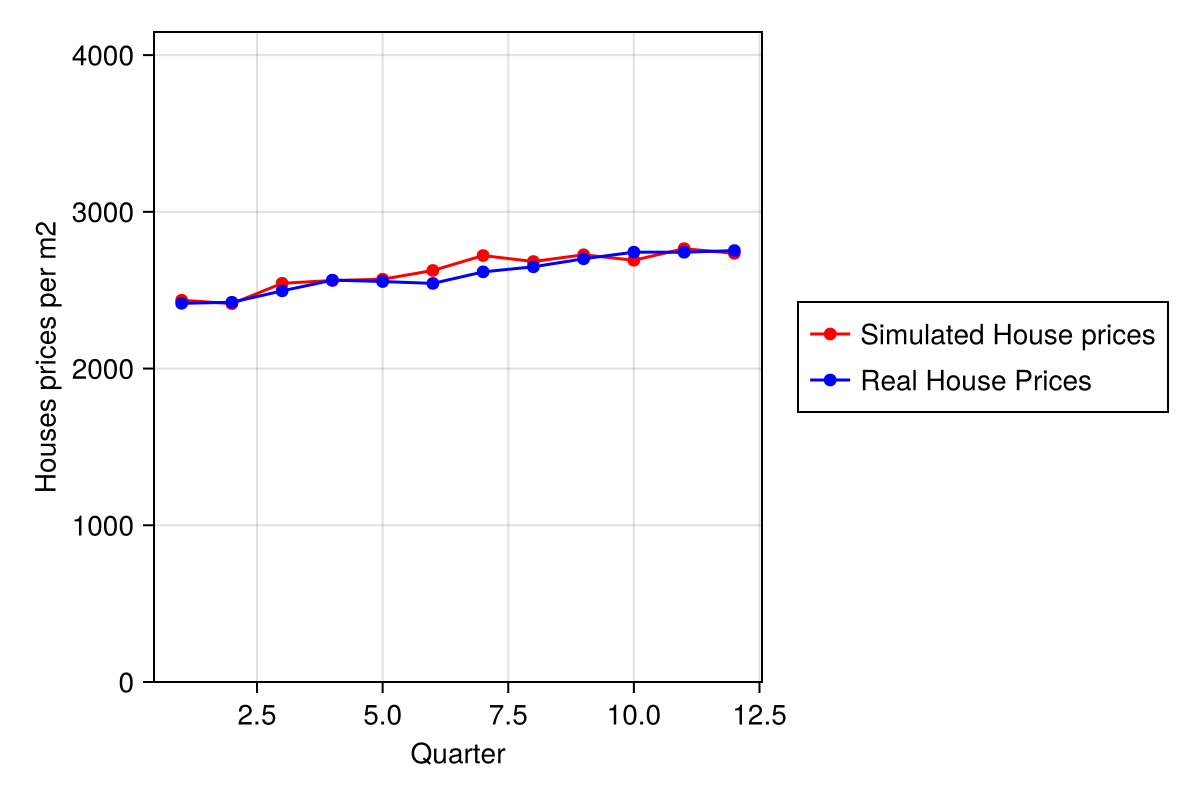 4000
3000
2000
1000
0
Houses prices per m2
2.5 5.0 7.5 10.0 12.5
Quarter
Simulated House prices
Real House Prices